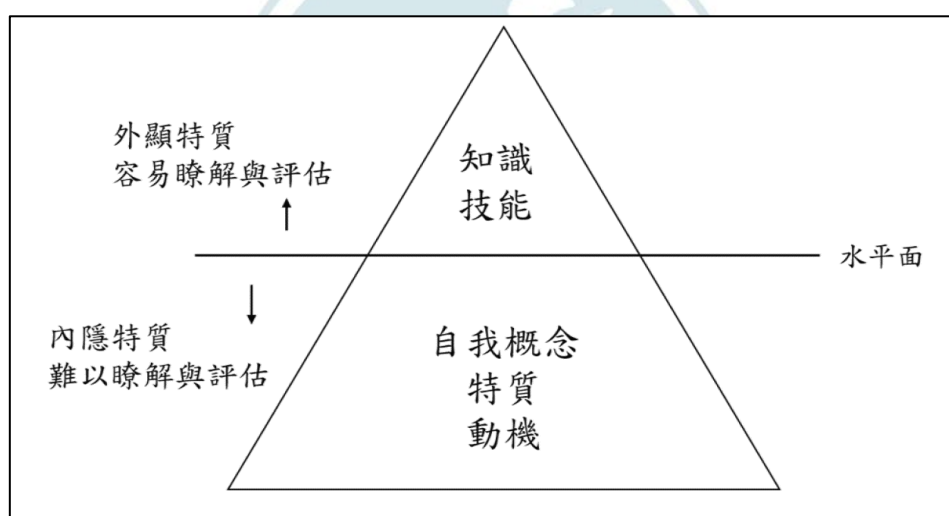 外顯特質
容易瞭解與評估
知識
技能
水平面
內隱特質
難以瞭解與評估
自我概念
特質
動機